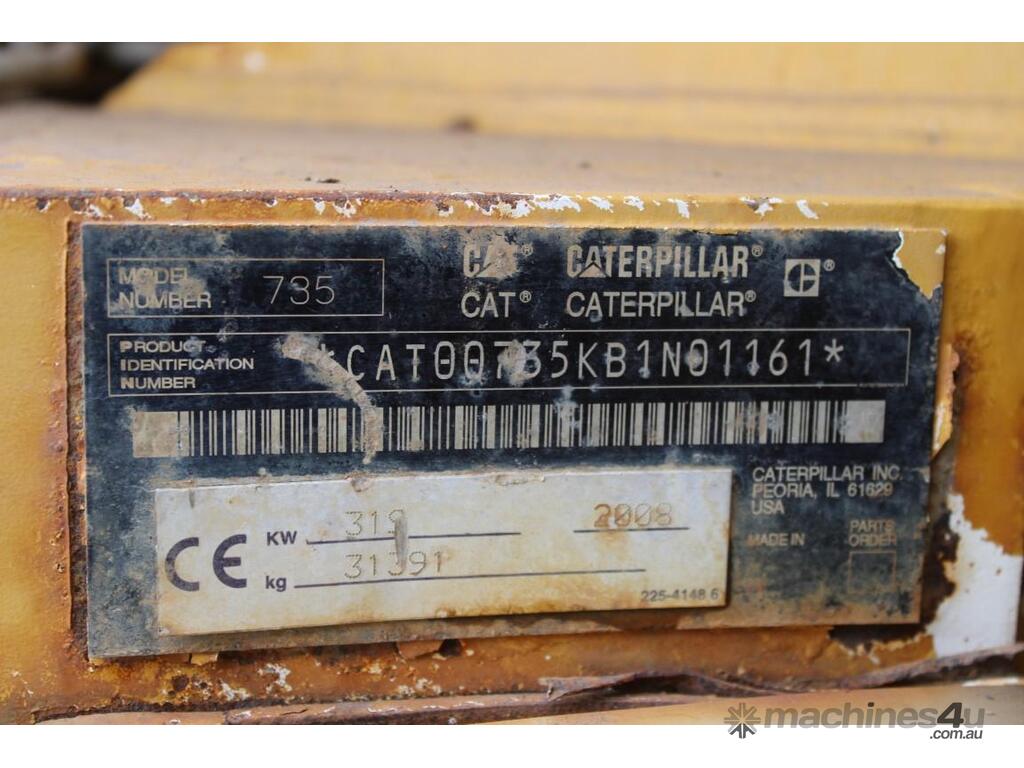 MODEL NUMBER 735
CAT® CATERPILLAR®
CAT® CATERPILLAR®
PRODUCT IDENTIFICATION NUMBER *CAT00735KB1N01161*
CATERPILLAR INC.
PEORIA, IL 61629
USA
MADE IN
PARTS ORDER
CE
KW 2008
kg 31391
225-4148 6
machines4u
.com.au